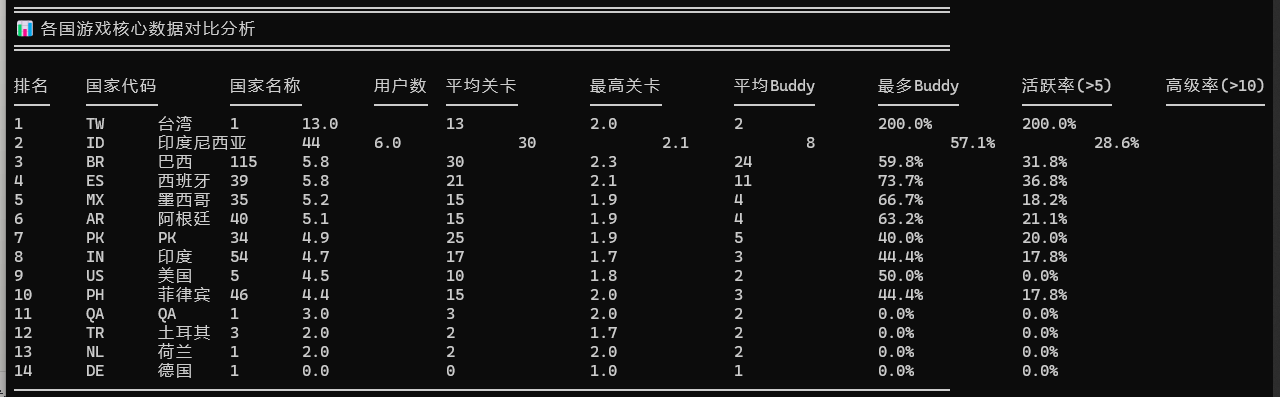 📊 各国游戏核心数据对比分析
排名 国家代码 国家名称 用户数 平均关卡 最高关卡 平均Buddy 最多Buddy 活跃率(>5) 高级率(>10)
1 TW 台湾 1 13.0 13 2.0 2 200.0% 200.0%
2 ID 印度尼西亚 44 6.0 30 2.1 8 57.1% 28.6%
3 BR 巴西 115 5.8 30 2.3 24 59.8% 31.8%
4 ES 西班牙 39 5.8 21 2.1 11 73.7% 36.8%
5 MX 墨西哥 35 5.2 15 1.9 4 66.7% 18.2%
6 AR 阿根廷 40 5.1 15 1.9 4 63.2% 21.1%
7 PK PK 34 4.9 25 1.9 5 40.0% 20.0%
8 IN 印度 54 4.7 17 1.7 3 44.4% 17.8%
9 US 美国 5 4.5 10 1.8 2 50.0% 0.0%
10 PH 菲律宾 46 4.4 15 2.0 3 44.4% 17.8%
11 QA QA 1 3.0 3 2.0 2 0.0% 0.0%
12 TR 土耳其 3 2.0 2 1.7 2 0.0% 0.0%
13 NL 荷兰 1 2.0 2 2.0 2 0.0% 0.0%
14 DE 德国 1 0.0 0 1.0 1 0.0% 0.0%